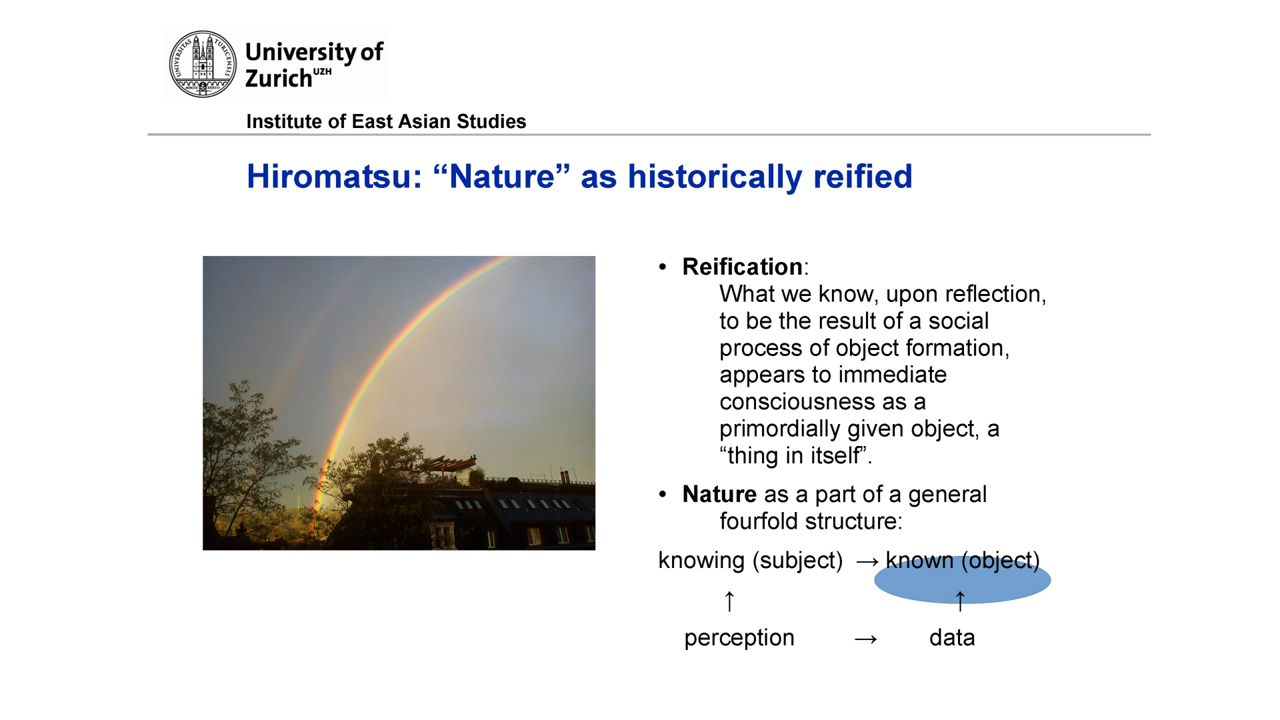 University of
Zurich UZH
Institute of East Asian Studies
Hiromatsu: “Nature” as historically reified
• Reification:
What we know, upon reflection,
to be the result of a social
process of object formation,
appears to immediate
consciousness as a
primordially given object, a
“thing in itself”.
• Nature as a part of a general
fourfold structure:
knowing (subject) → known (object)
↑ ↑
perception → data